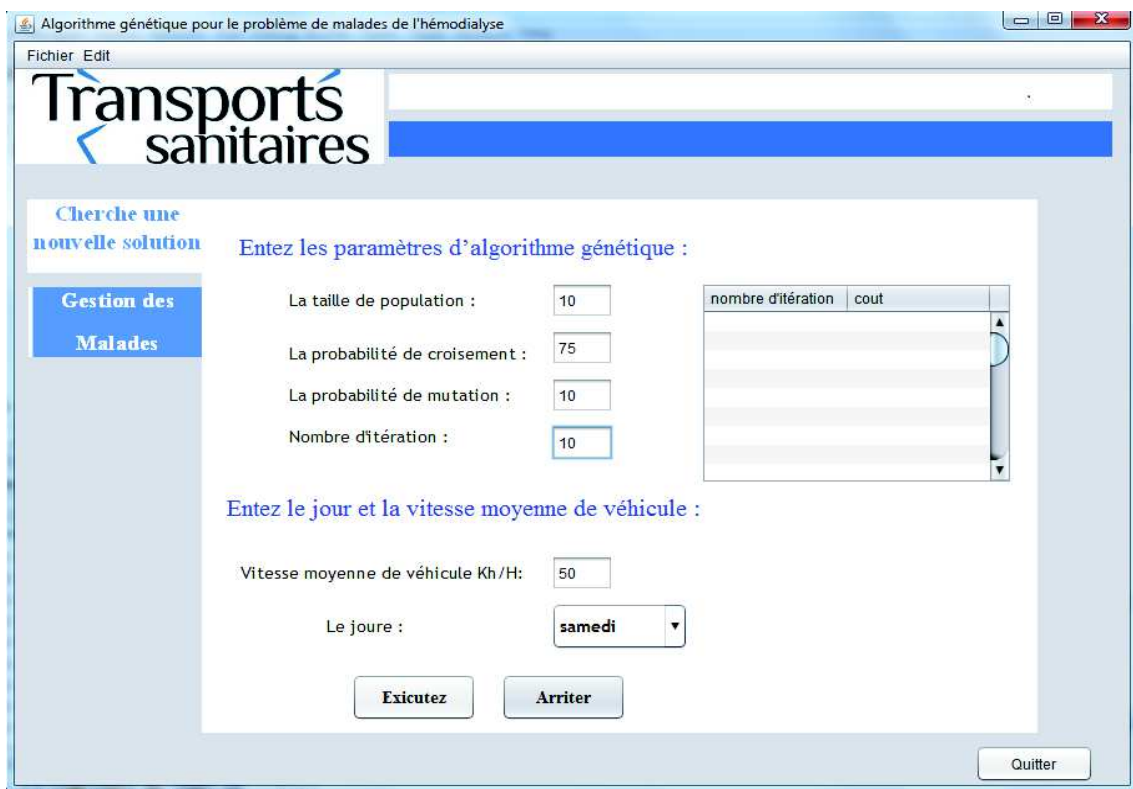 Algorithme génétique pour le problème de malades de l'hémodialyse
Fichier Edit
Transports
sanitaires
.
Cherche une
nouvelle solution
Gestion des
Malades
Entez les paramètres d'algorithme génétique :
La taille de population : 10
La probabilité de croisement : 75
La probabilité de mutation : 10
Nombre d'itération : 10
nombre d'itération cout
Entez le jour et la vitesse moyenne de véhicule :
Vitesse moyenne de véhicule Kh/H: 50
Le joure : samedi
Exicutez Arriter
Quitter